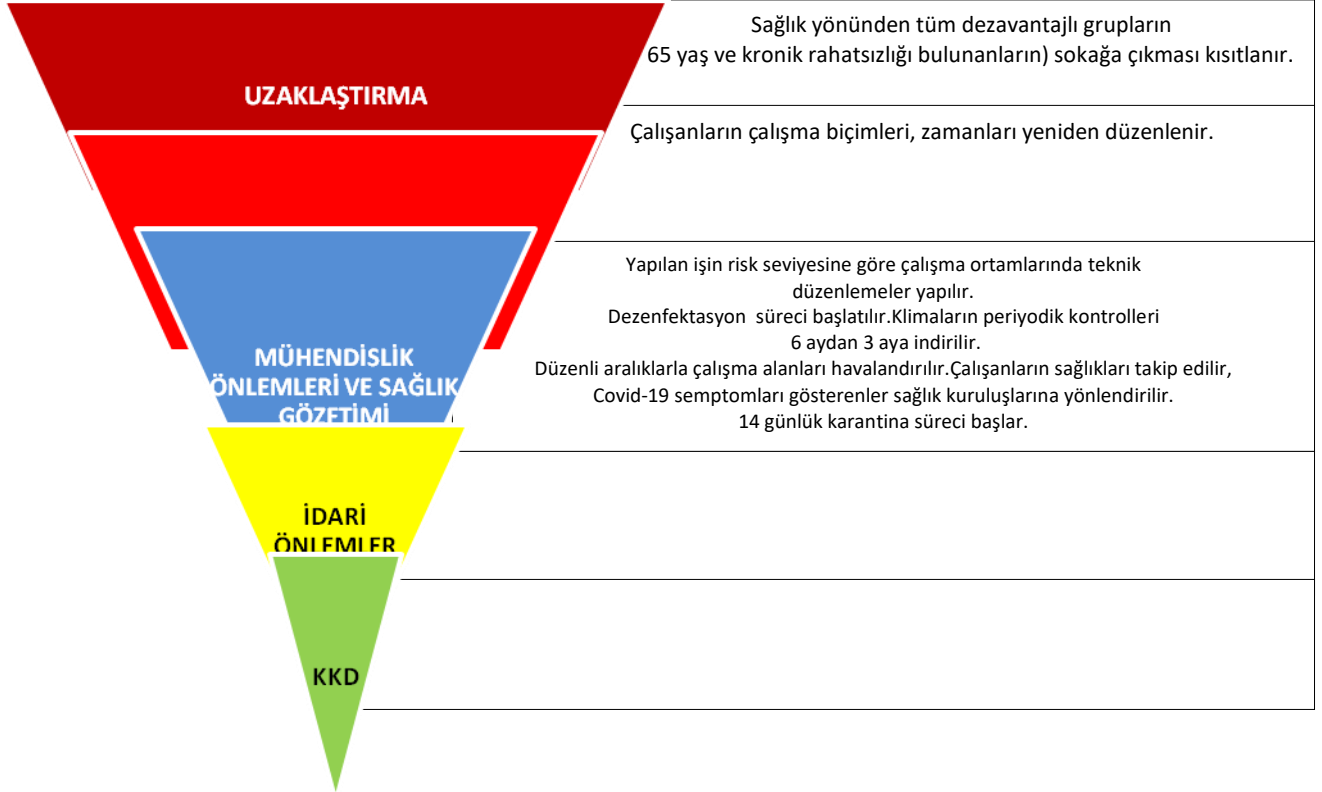 Sağlık yönünden tüm dezavantajlı grupların
65 yaş ve kronik rahatsızlığı bulunanların) sokağa çıkması kısıtlanır.
UZAKLAŞTIRMA
Çalışanların çalışma biçimleri, zamanları yeniden düzenlenir.
Yapılan işin risk seviyesine göre çalışma ortamlarında teknik
düzenlemeler yapılır.
Dezenfektasyon süreci başlatılır.Klimaların periyodik kontrolleri
6 aydan 3 aya indirilir.
Düzenli aralıklarla çalışma alanları havalandırılır.Çalışanların sağlıkları takip edilir,
Covid-19 semptomları gösterenler sağlık kuruluşlarına yönlendirilir.
14 günlük karantina süreci başlar.
MÜHENDİSLİK
ÖNLEMLERİ VE SAĞLIK
GÖZETİMİ
İDARİ
ÖNLEMLER
KKD